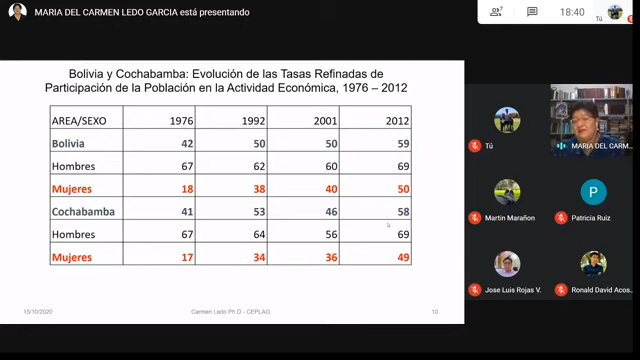 MARIA DEL CARMEN LEDO GARCIA está presentando
7
18:40
Tú
Bolivia y Cochabamba: Evolución de las Tasas Refinadas de
Participación de la Población en la Actividad Económica, 1976 – 2012
AREA/SEXO 1976 1992 2001 2012
Bolivia 42 50 50 59
Hombres 67 62 60 69
Mujeres 18 38 40 50
Cochabamba 41 53 46 58
Hombres 67 64 56 69
Mujeres 17 34 36 49
15/10/2020 Carmen Ledo Ph.D - CEPLAG 10
Tú
MARIA DEL CARM...
Martin Marañon
P
Patricia Ruiz
Jose Luis Rojas V.
Ronald David Acos...